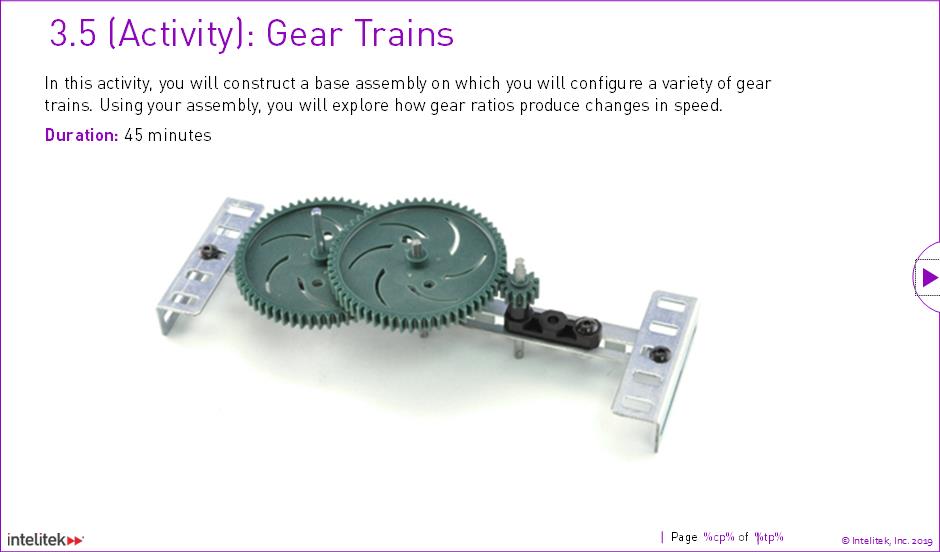 3.5 (Activity): Gear Trains
In this activity, you will construct a base assembly on which you will configure a variety of gear
trains. Using your assembly, you will explore how gear ratios produce changes in speed.
Duration: 45 minutes
intelitek
| Page %cp% of %tp%
© Intelitek, Inc. 2019